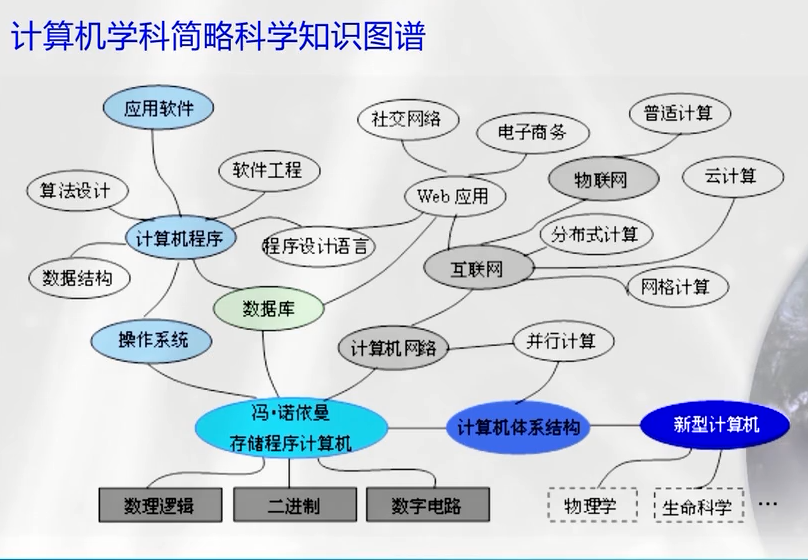 计算机学科简略科学知识图谱
应用软件
社交网络
电子商务
普适计算
算法设计
软件工程
Web 应用
物联网
云计算
计算机程序
程序设计语言
分布式计算
数据结构
互联网
网格计算
数据库
操作系统
计算机网络
并行计算
冯·诺依曼
存储程序计算机
计算机体系结构
新型计算机
数理逻辑
二进制
数字电路
物理学
生命科学
...